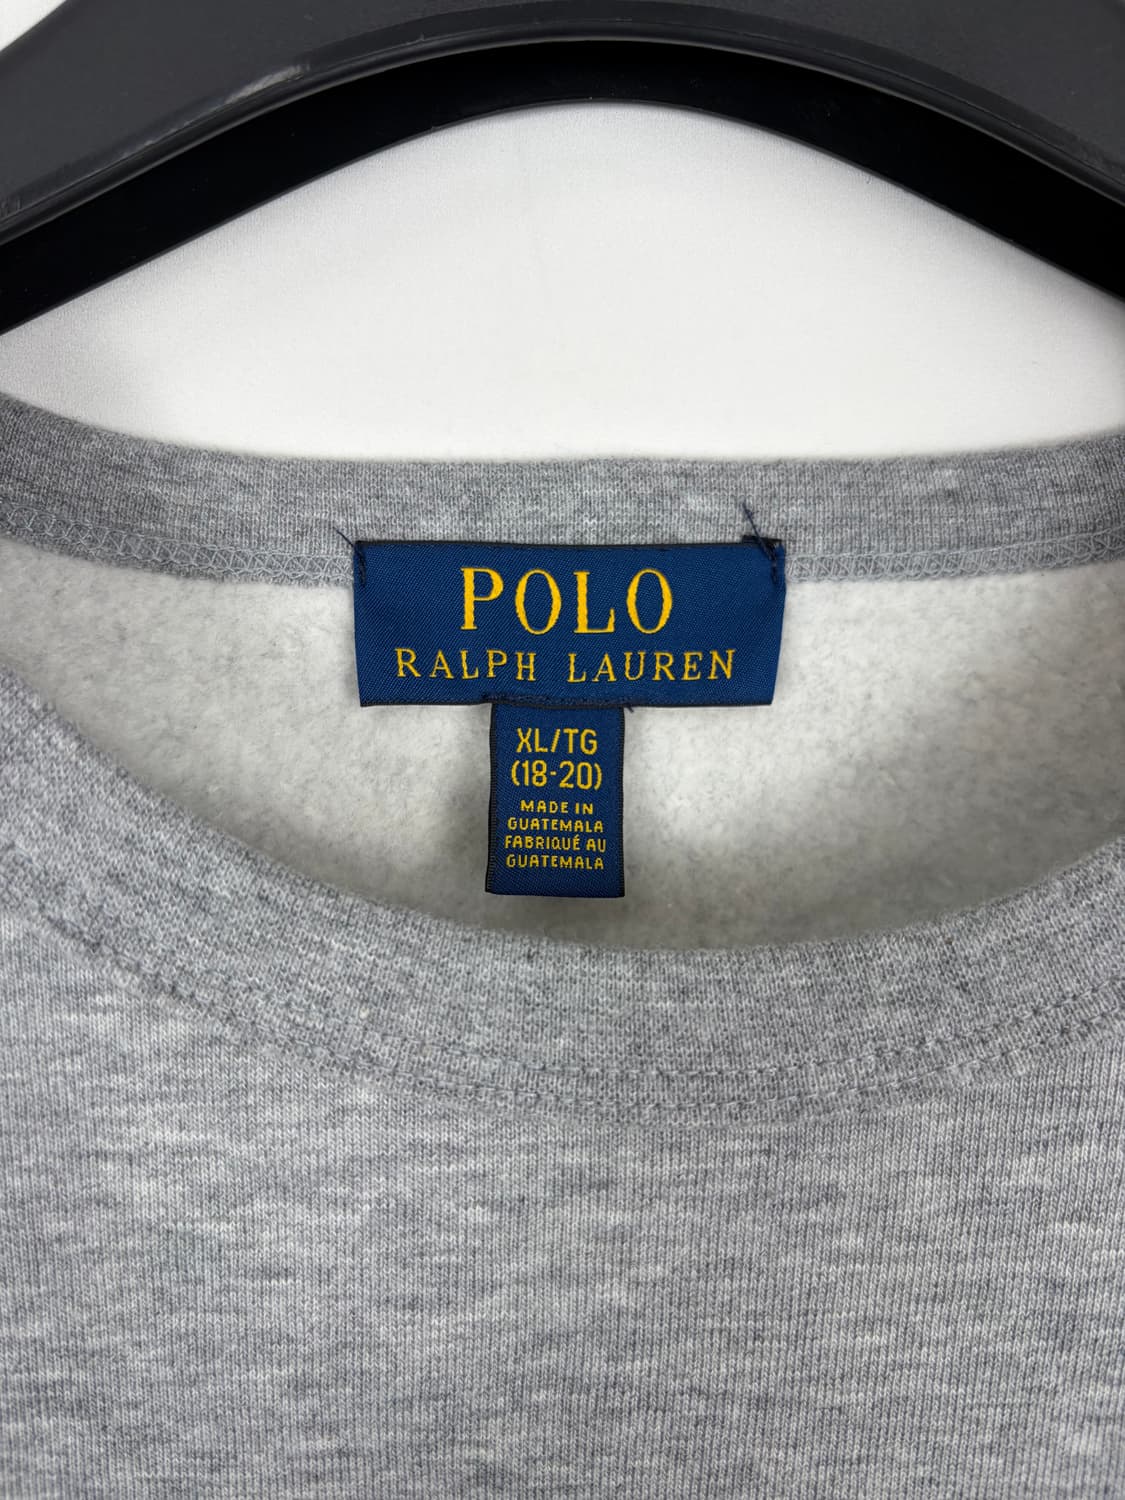 POLO
RALPH LAUREN
XL/TG
(18-20)
MADE IN
GUATEMALA
FABRIQUÉ AU
GUATEMALA